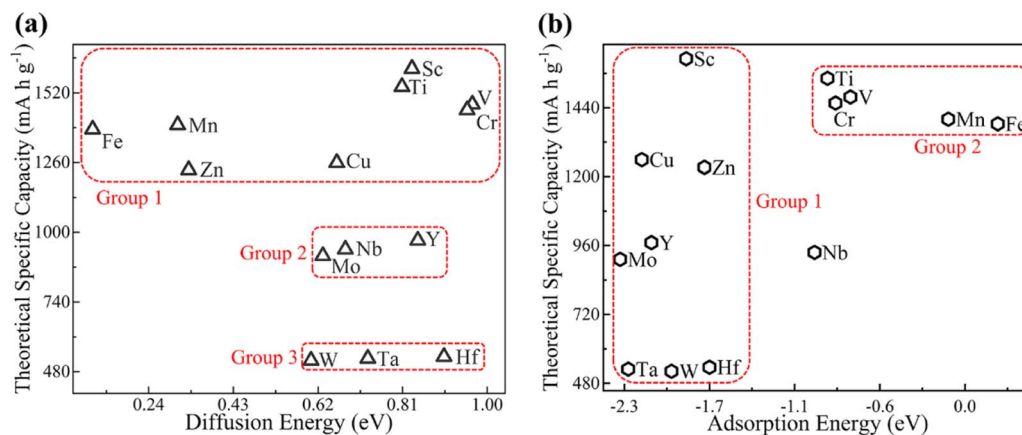 (a)
Theoretical Specific Capacity (mA h g⁻¹)
1520
1260
1000
740
480
Sc
Ti
V
Cr
Fe
Mn
Zn
Cu
Group 1
Group 2
Nb
Y
Mo
Group 3
W
Ta
Hf
0.24 0.43 0.62 0.81 1.00
Diffusion Energy (eV)
(b)
Theoretical Specific Capacity (mA h g⁻¹)
1440
1200
960
720
480
Sc
Ti
V
Cr
Mn
Fe
Group 2
Cu
Zn
Group 1
Y
Mo
Nb
Ta
W
Hf
-2.3 -1.7 -1.1 -0.6 0.0
Adsorption Energy (eV)